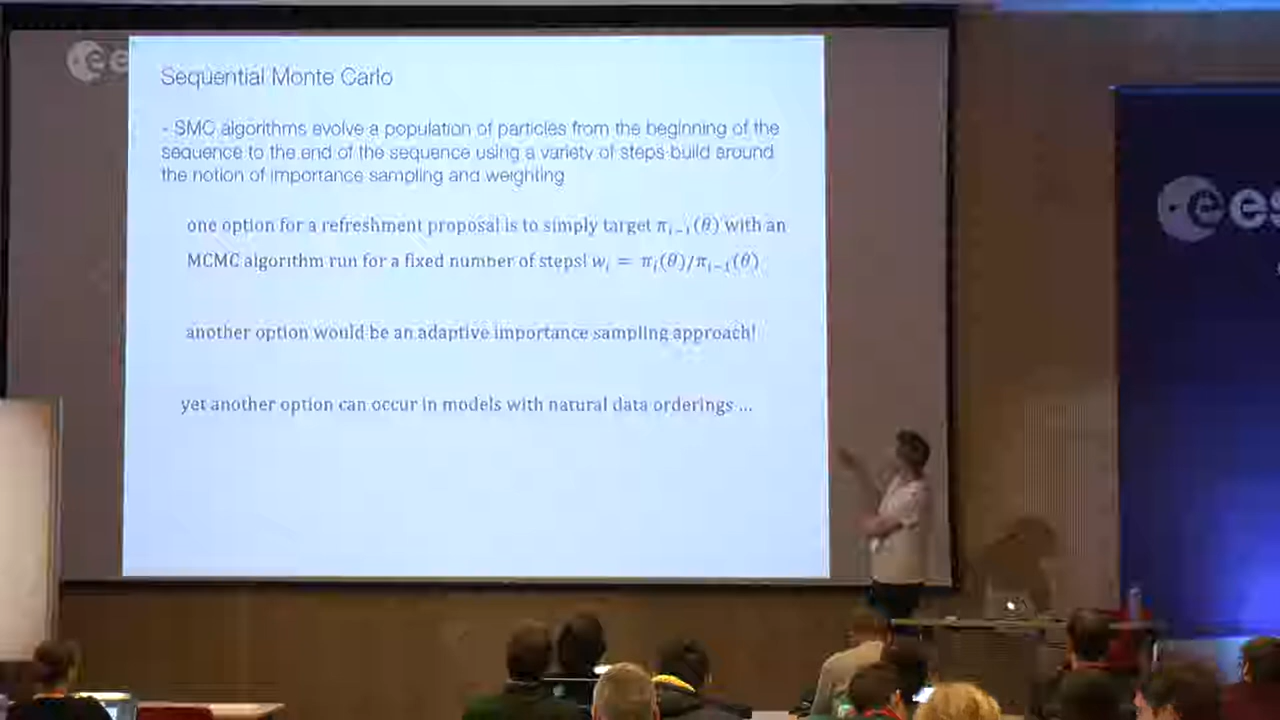 Sequential Monte Carlo
- SMC algorithms evolve a population of particles from the beginning of the
sequence to the end of the sequence using a variety of steps build around
the notion of importance sampling and weighting
one option for a refreshment proposal is to simply target π_{i−1}(θ) with an
MCMC algorithm run for a fixed number of steps! w_i = π_i(θ)/π_{i−1}(θ)
another option would be an adaptive importance sampling approach!
yet another option can occur in models with natural data orderings ...
es